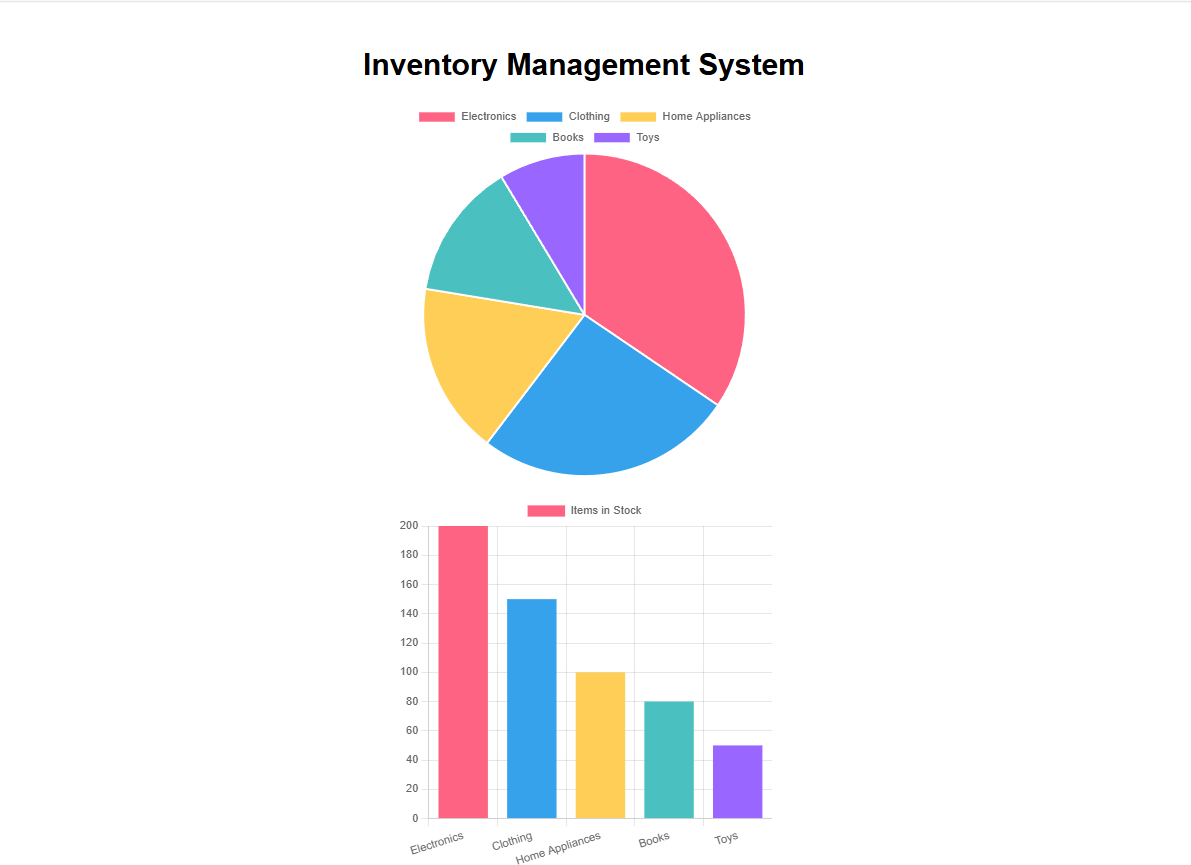 Inventory Management System
Electronics Clothing Home Appliances
Books Toys
Items in Stock
200
180
160
140
120
100
80
60
40
20
0
Electronics Clothing Home Appliances Books Toys